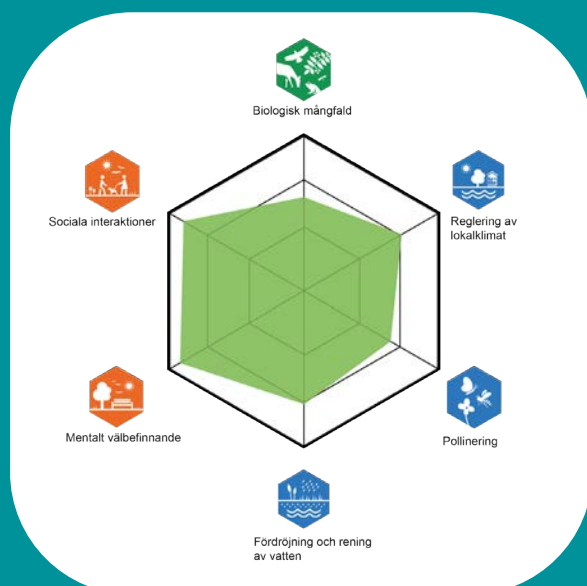 Biologisk mångfald
Sociala interaktioner
Reglering av
lokalklimat
Mentalt välbefinnande
Pollinering
Fördröjning och rening
av vatten